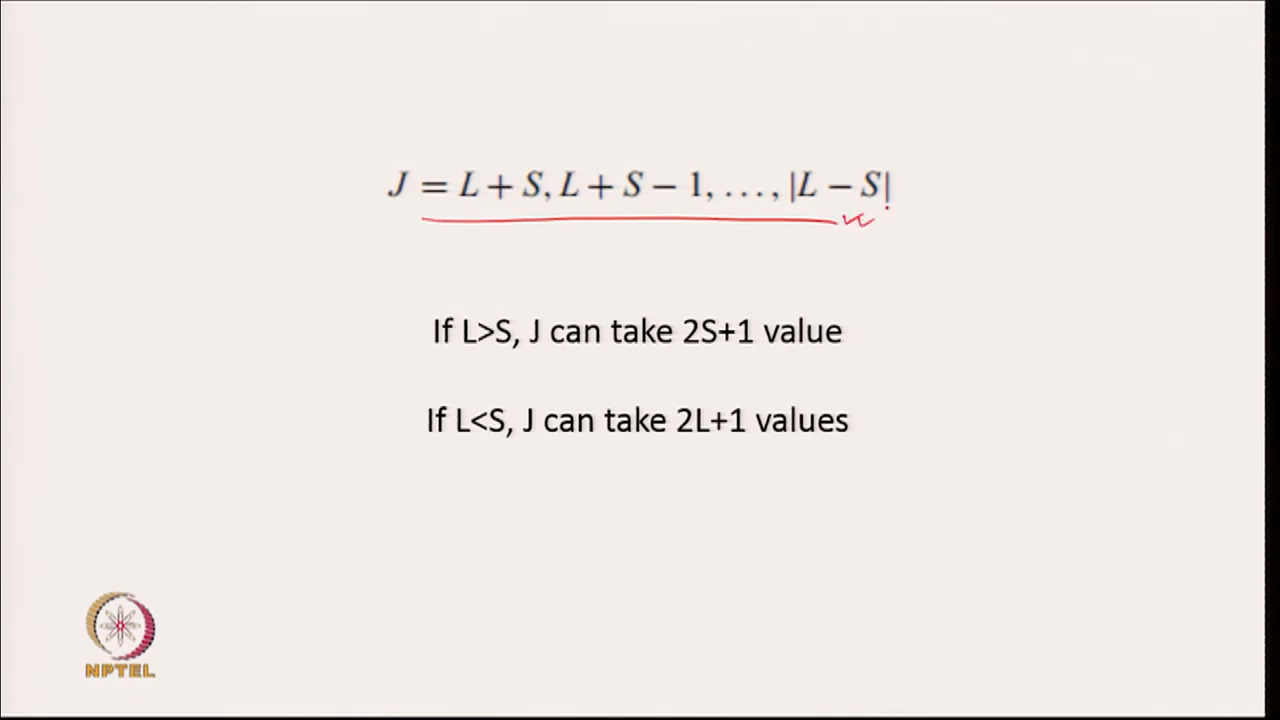 J = L + S, L + S − 1, . . . , |L − S|
If L>S, J can take 2S+1 value
If L<S, J can take 2L+1 values
NPTEL